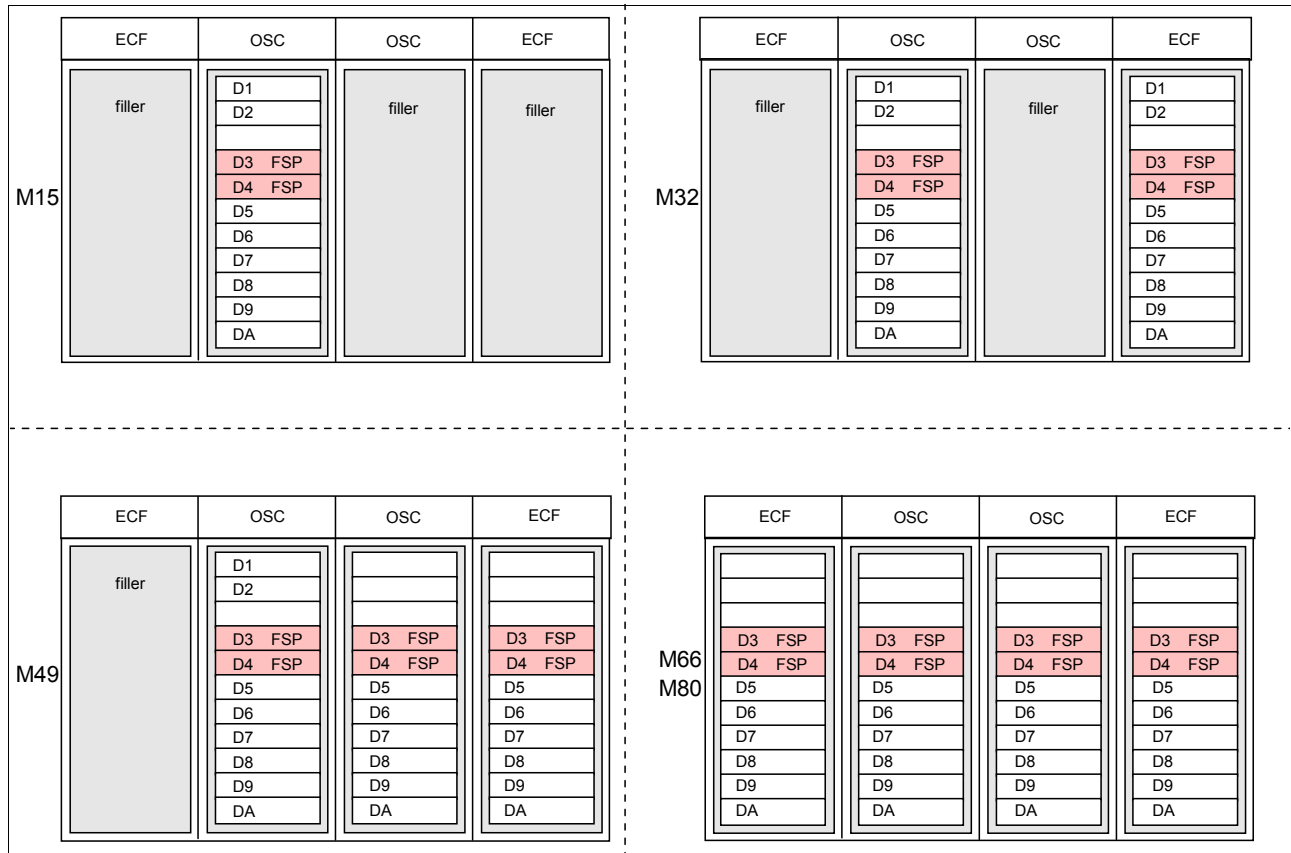 ECF OSC OSC ECF
M15
filler
D1
D2
D3 FSP
D4 FSP
D5
D6
D7
D8
D9
DA
filler
filler
ECF OSC OSC ECF
M32
filler
D1
D2
D3 FSP
D4 FSP
D5
D6
D7
D8
D9
DA
filler
D1
D2
D3 FSP
D4 FSP
D5
D6
D7
D8
D9
DA
ECF OSC OSC ECF
M49
filler
D1
D2
D3 FSP
D4 FSP
D5
D6
D7
D8
D9
DA
D3 FSP
D4 FSP
D5
D6
D7
D8
D9
DA
D3 FSP
D4 FSP
D5
D6
D7
D8
D9
DA
ECF OSC OSC ECF
M66
M80
D3 FSP
D4 FSP
D5
D6
D7
D8
D9
DA
D3 FSP
D4 FSP
D5
D6
D7
D8
D9
DA
D3 FSP
D4 FSP
D5
D6
D7
D8
D9
DA
D3 FSP
D4 FSP
D5
D6
D7
D8
D9
DA